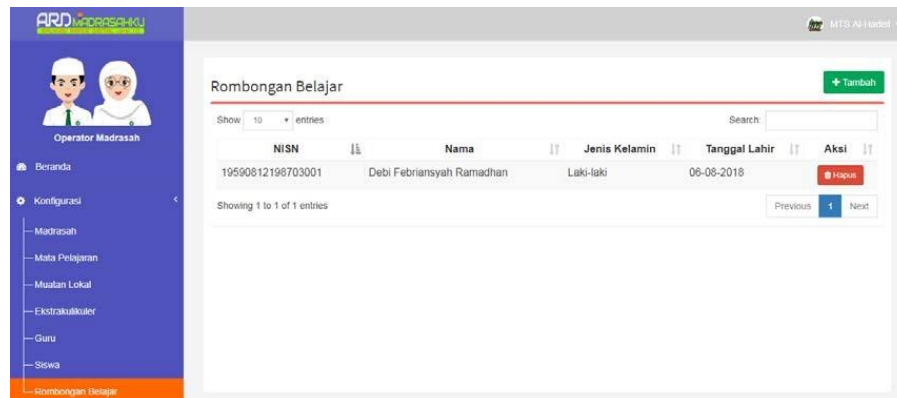 ARD MADRASAHKU
Operator Madrasah
Beranda
Konfigurasi
Madrasah
Mata Pelajaran
Muatan Lokal
Ekstrakulikuler
Guru
Siswa
Rombongan Belajar
MTS Al-Hadid
Rombongan Belajar
+ Tambah
Show 10 entries
Search:
NISN Nama Jenis Kelamin Tanggal Lahir Aksi
19590812198703001 Debi Febriansyah Ramadhan Laki-laki 06-08-2018 Hapus
Showing 1 to 1 of 1 entries
Previous 1 Next